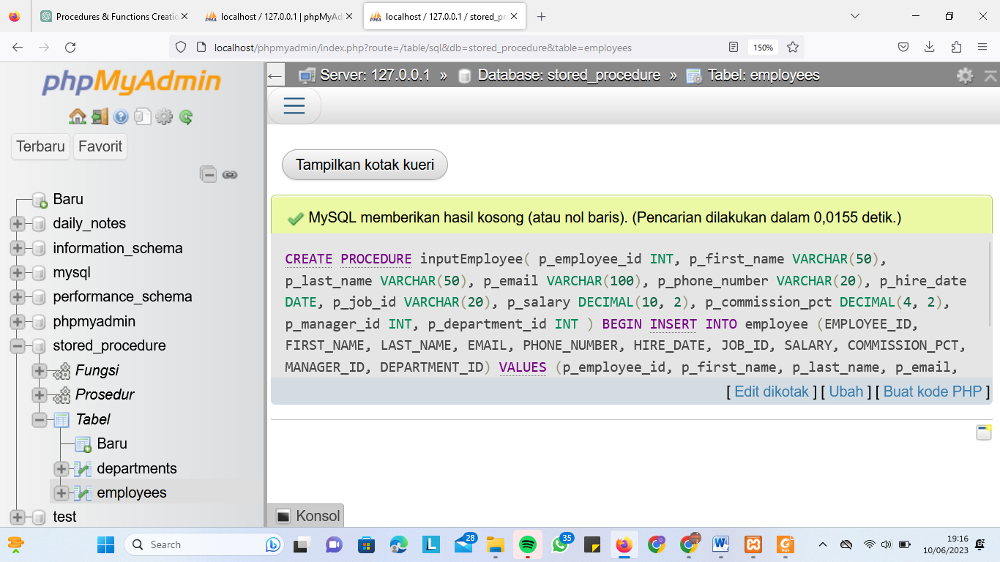 Procedures & Functions Creatio
localhost / 127.0.0.1 | phpMyAd
localhost / 127.0.0.1 / stored_pro
localhost/phpmyadmin/index.php?route=/table/sql&db=stored_procedure&table=employees
150%
phpMyAdmin
Terbaru
Favorit
Baru
daily_notes
information_schema
mysql
performance_schema
phpmyadmin
stored_procedure
Fungsi
Prosedur
Tabel
Baru
departments
employees
test
Server: 127.0.0.1 » Database: stored_procedure » Tabel: employees
Tampilkan kotak kueri
MySQL memberikan hasil kosong (atau nol baris). (Pencarian dilakukan dalam 0,0155 detik.)
CREATE PROCEDURE inputEmployee( p_employee_id INT, p_first_name VARCHAR(50),
p_last_name VARCHAR(50), p_email VARCHAR(100), p_phone_number VARCHAR(20), p_hire_date
DATE, p_job_id VARCHAR(20), p_salary DECIMAL(10, 2), p_commission_pct DECIMAL(4, 2),
p_manager_id INT, p_department_id INT ) BEGIN INSERT INTO employee (EMPLOYEE_ID,
FIRST_NAME, LAST_NAME, EMAIL, PHONE_NUMBER, HIRE_DATE, JOB_ID, SALARY, COMMISSION_PCT,
MANAGER_ID, DEPARTMENT_ID) VALUES (p_employee_id, p_first_name, p_last_name, p_email,
[ Edit dikotak ] [ Ubah ] [ Buat kode PHP ]
Konsol
Search
28
35
19:16
10/06/2023